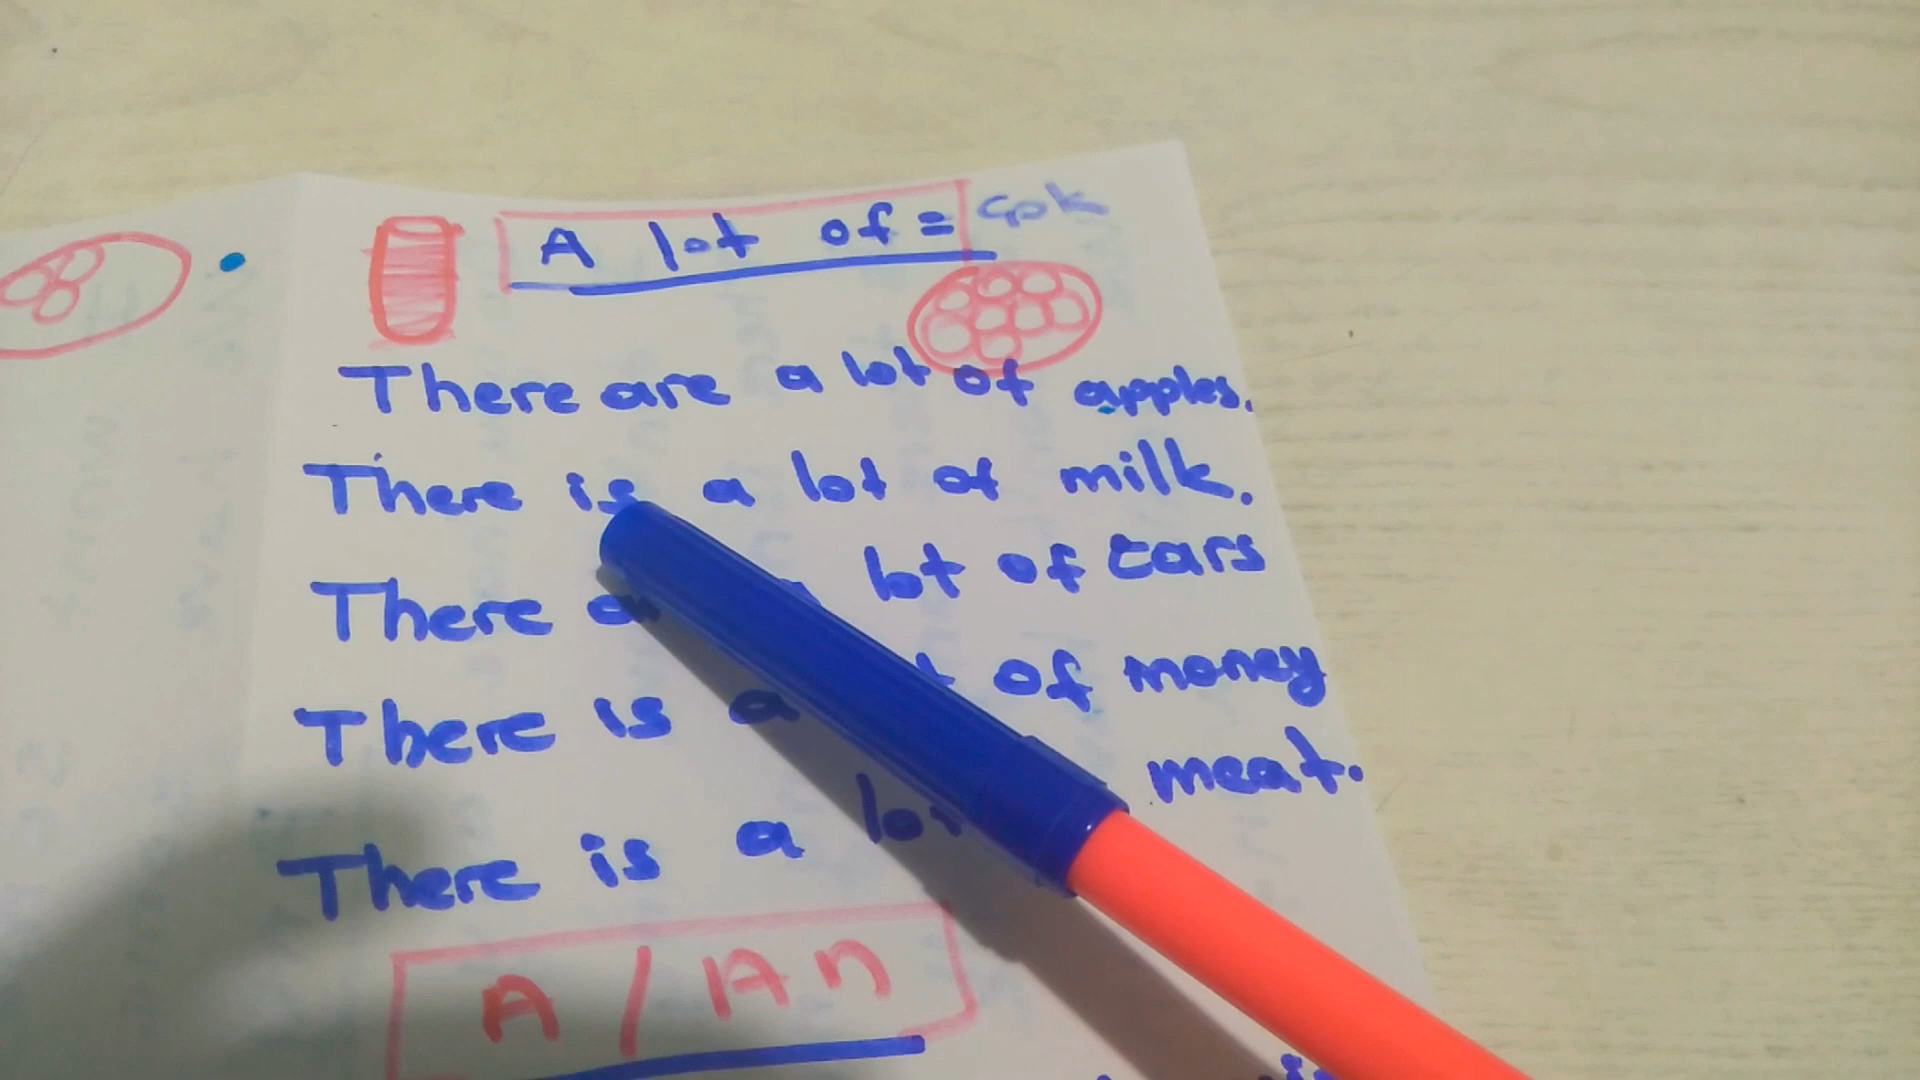 A lot of = çok
There are a lot of apples.
There is a lot of milk.
There a lot of cars
There is a of money
There is a lot meat.
A / An